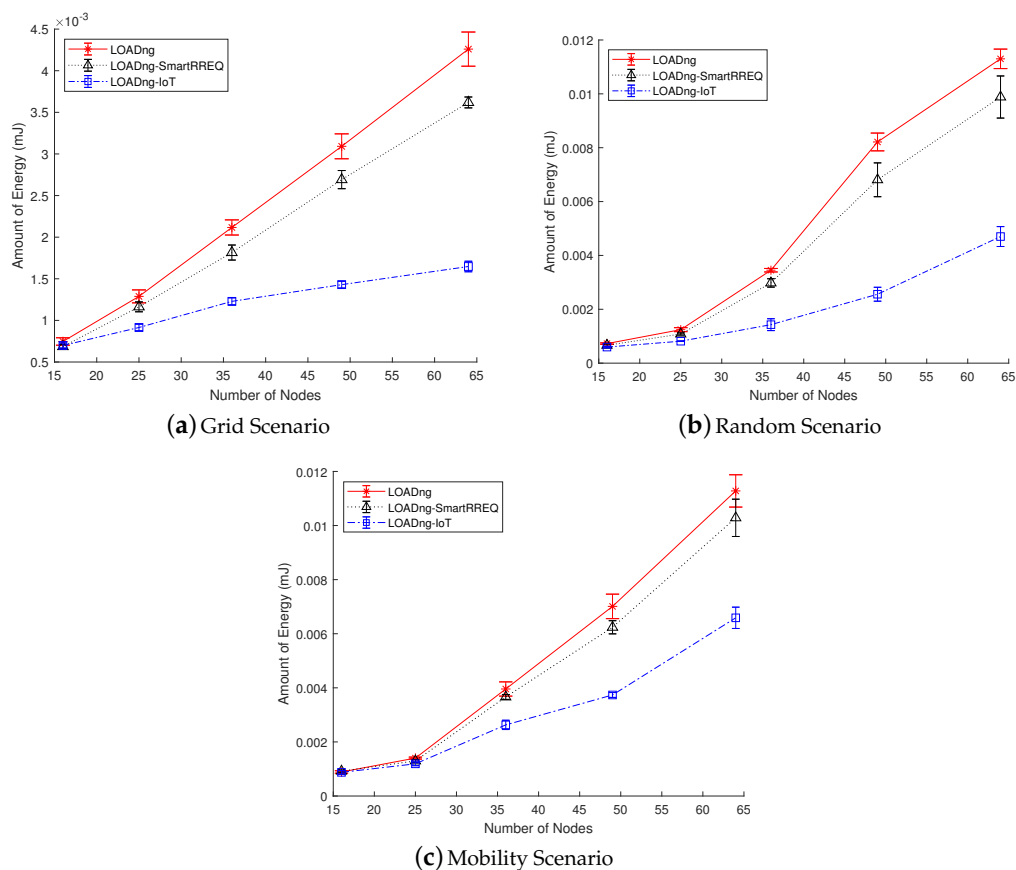 ×10⁻³
4.5
4
3.5
3
2.5
2
1.5
1
0.5
Amount of Energy (mJ)
LOADng
LOADng-SmartRREQ
LOADng-IoT
15 20 25 30 35 40 45 50 55 60 65
Number of Nodes
(a) Grid Scenario
0.012
0.01
0.008
0.006
0.004
0.002
0
Amount of Energy (mJ)
LOADng
LOADng-SmartRREQ
LOADng-IoT
15 20 25 30 35 40 45 50 55 60 65
Number of Nodes
(b) Random Scenario
0.012
0.01
0.008
0.006
0.004
0.002
0
Amount of Energy (mJ)
LOADng
LOADng-SmartRREQ
LOADng-IoT
15 20 25 30 35 40 45 50 55 60 65
Number of Nodes
(c) Mobility Scenario